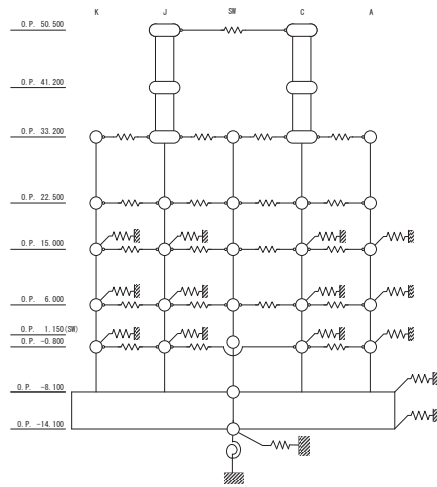 K J SW C A
O.P. 50.500
O.P. 41.200
O.P. 33.200
O.P. 22.500
O.P. 15.000
O.P. 6.000
O.P. 1.150(SW)
O.P. -0.800
O.P. -8.100
O.P. -14.100